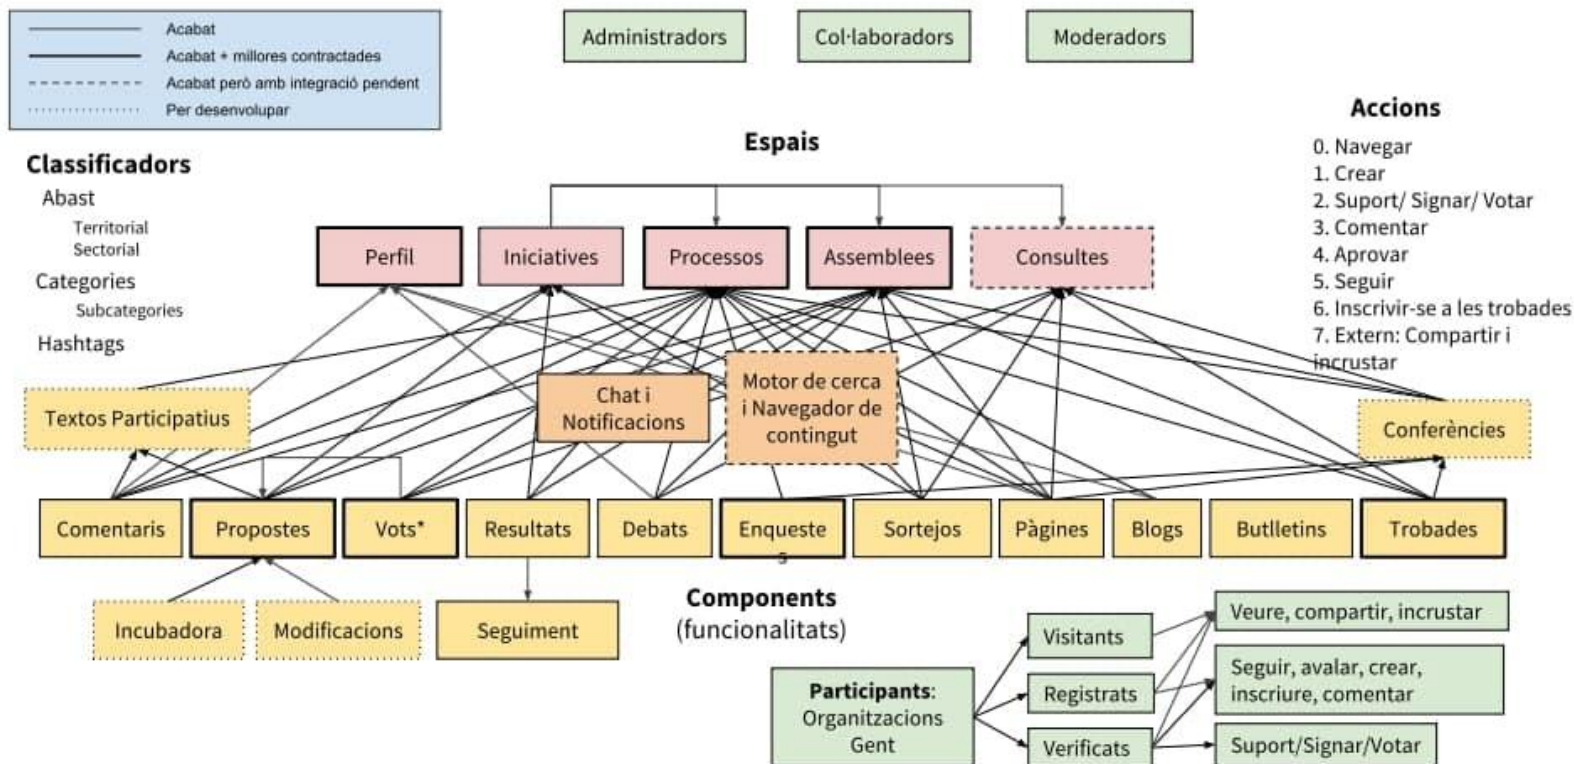 Acabat
Acabat + millores contractades
Acabat però amb integració pendent
Per desenvolupar
Administradors
Col·laboradors
Moderadors
Classificadors
Abast
Territorial
Sectorial
Categories
Subcategories
Hashtags
Espais
Accions
0. Navegar
1. Crear
2. Suport/ Signar/ Votar
3. Comentar
4. Aprovar
5. Seguir
6. Inscrivir-se a les trobades
7. Extern: Compartir i
incrustar
Perfil
Iniciatives
Processos
Assemblees
Consultes
Textos Participatius
Chat i
Notificacions
Motor de cerca
i Navegador de
contingut
Conferències
Comentaris
Propostes
Vots*
Resultats
Debats
Enqueste
s
Sortejos
Pàgines
Blogs
Butlletins
Trobades
Incubadora
Modificacions
Seguiment
Components
(funcionalitats)
Participants:
Organitzacions
Gent
Visitants
Registrats
Verificats
Veure, compartir, incrustar
Seguir, avalar, crear,
inscriure, comentar
Suport/Signar/Votar